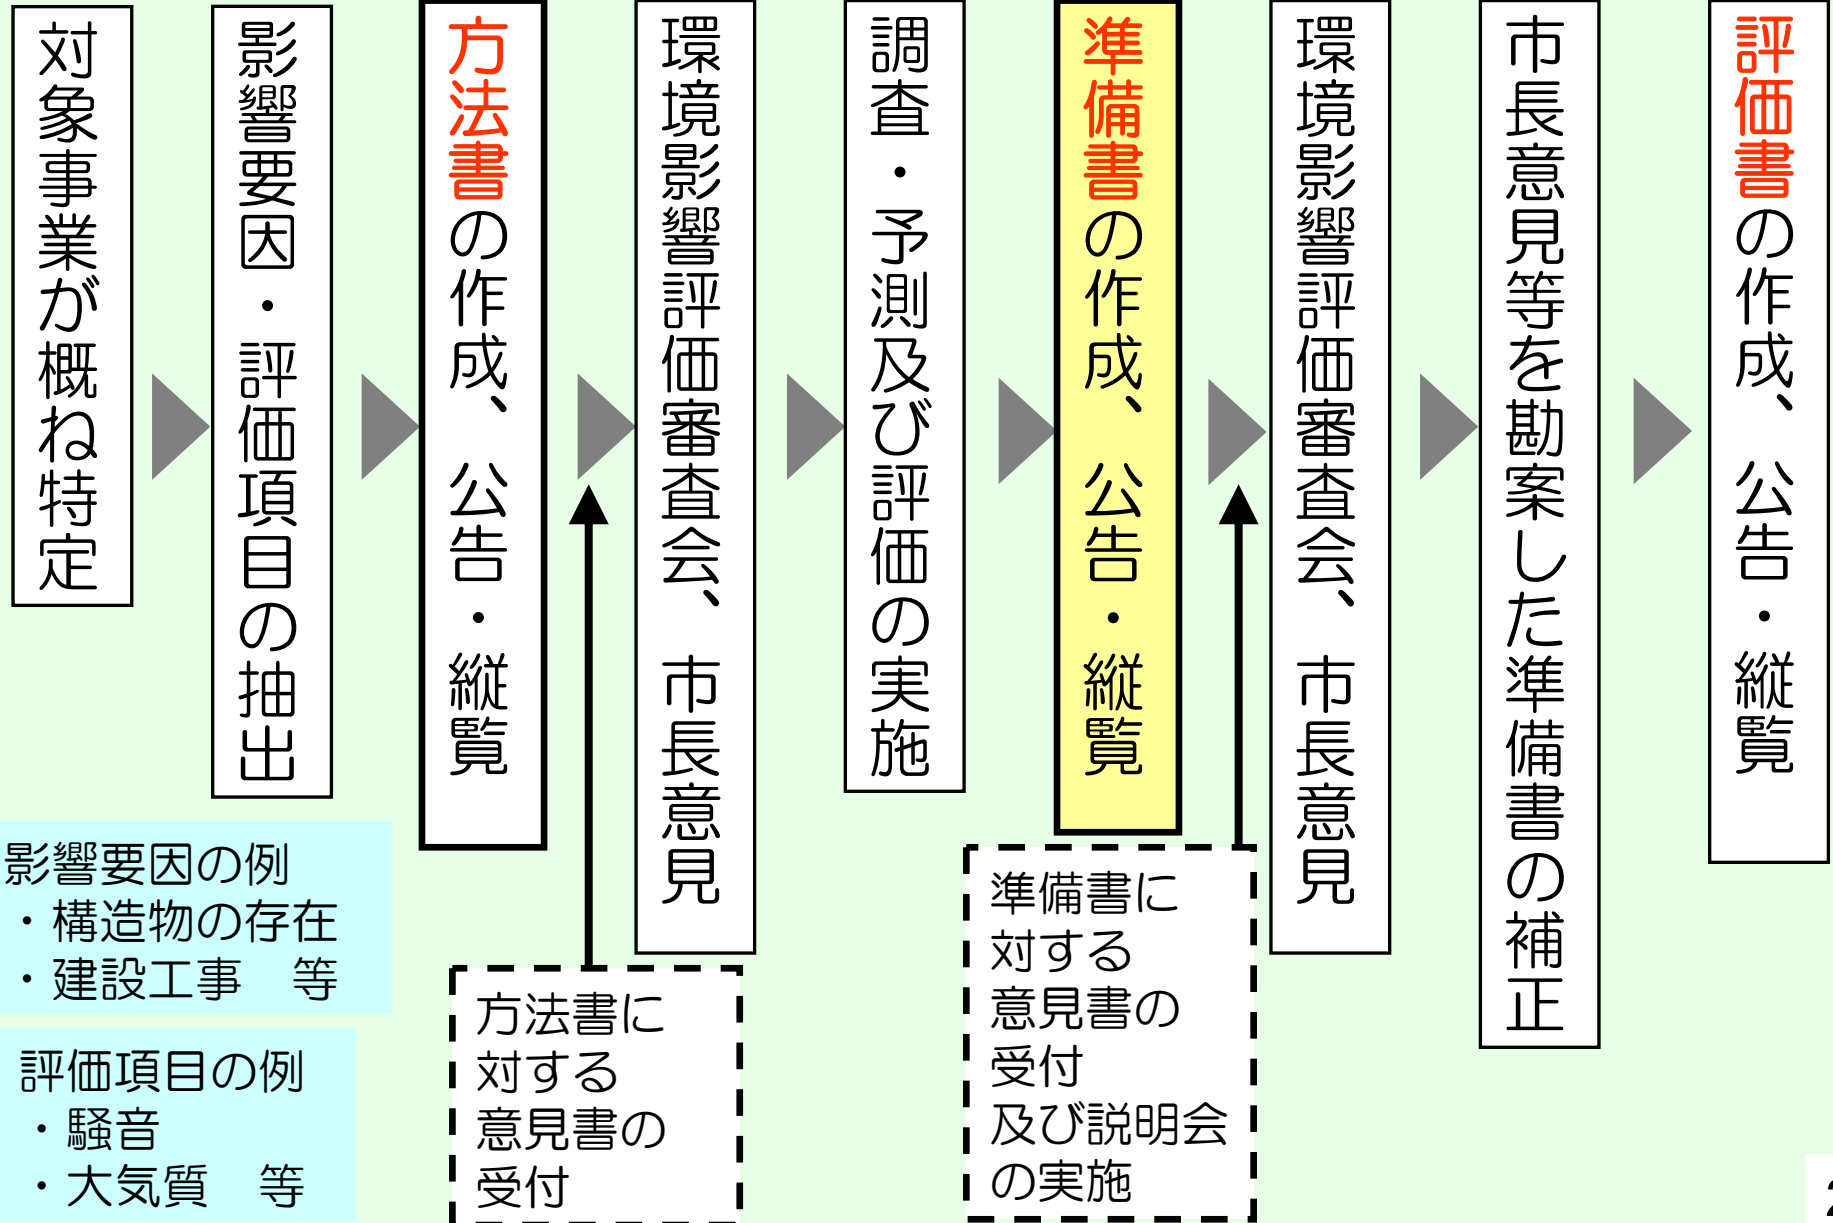 対象事業が概ね特定
影響要因・評価項目の抽出
方法書の作成、公告・縦覧
環境影響評価審査会、市長意見
調査・予測及び評価の実施
準備書の作成、公告・縦覧
環境影響評価審査会、市長意見
市長意見等を勘案した準備書の補正
評価書の作成、公告・縦覧
影響要因の例
・構造物の存在
・建設工事　等
評価項目の例
・騒音
・大気質　等
方法書に
対する
意見書の
受付
準備書に
対する
意見書の
受付
及び説明会
の実施